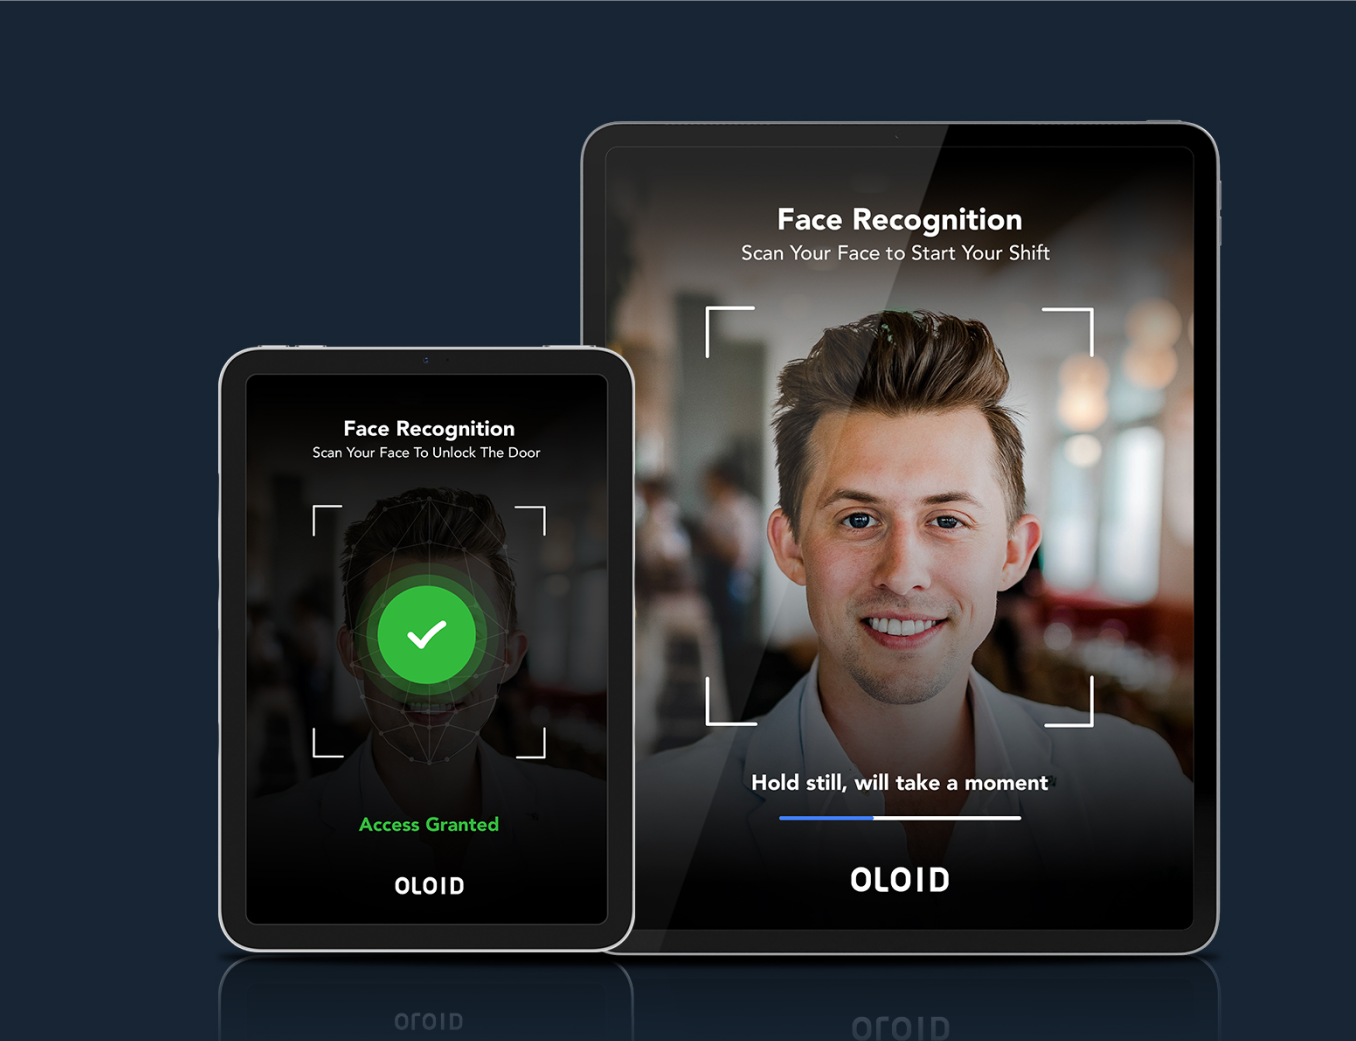 Face Recognition
Scan Your Face to Start Your Shift
Hold still, will take a moment
OLOID
Face Recognition
Scan Your Face To Unlock The Door
Access Granted
OLOID